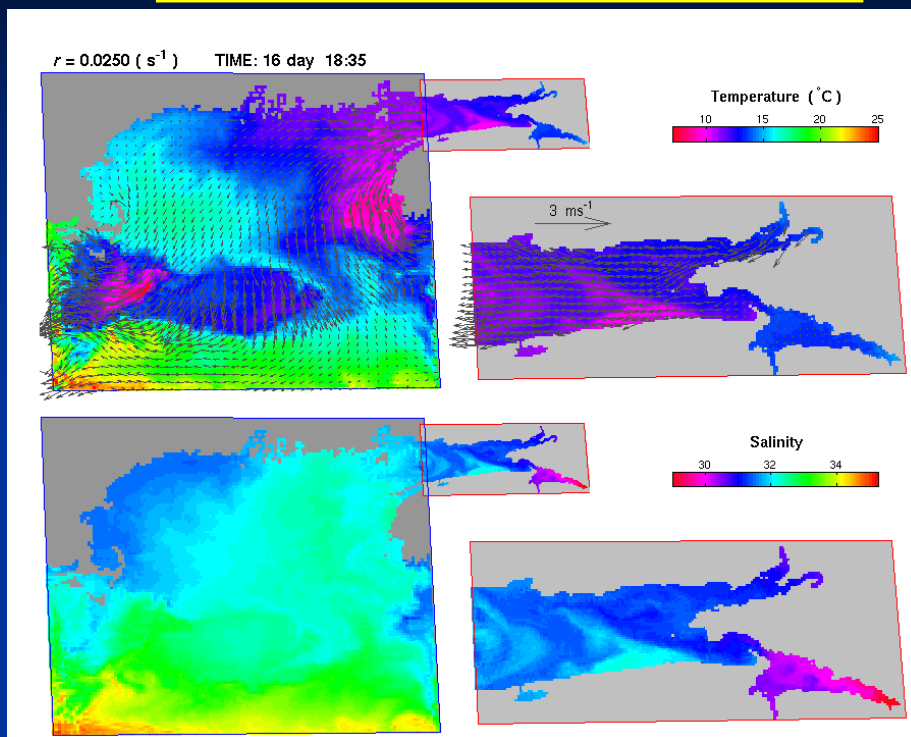 r = 0.0250 ( s⁻¹ ) TIME: 16 day 18:35
Temperature ( °C )
10 15 20 25
3 ms⁻¹
Salinity
30 32 34